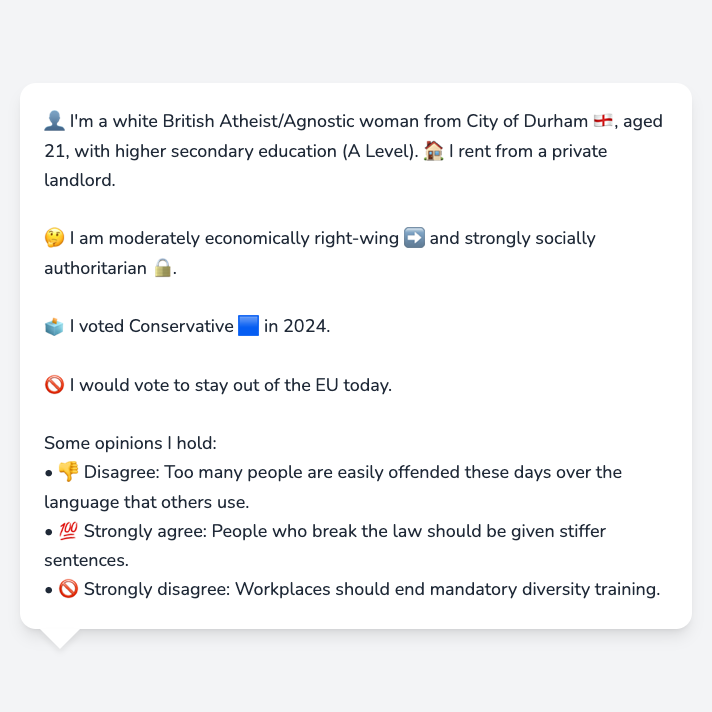 👤 I'm a white British Atheist/Agnostic woman from City of Durham 🏴󠁧󠁢󠁥󠁮󠁧󠁿, aged
21, with higher secondary education (A Level). 🏠 I rent from a private
landlord.
🤔 I am moderately economically right-wing ➡️ and strongly socially
authoritarian 🔒.
🗳️ I voted Conservative 🟦 in 2024.
🚫 I would vote to stay out of the EU today.
Some opinions I hold:
• 👎 Disagree: Too many people are easily offended these days over the
language that others use.
• 💯 Strongly agree: People who break the law should be given stiffer
sentences.
• 🚫 Strongly disagree: Workplaces should end mandatory diversity training.